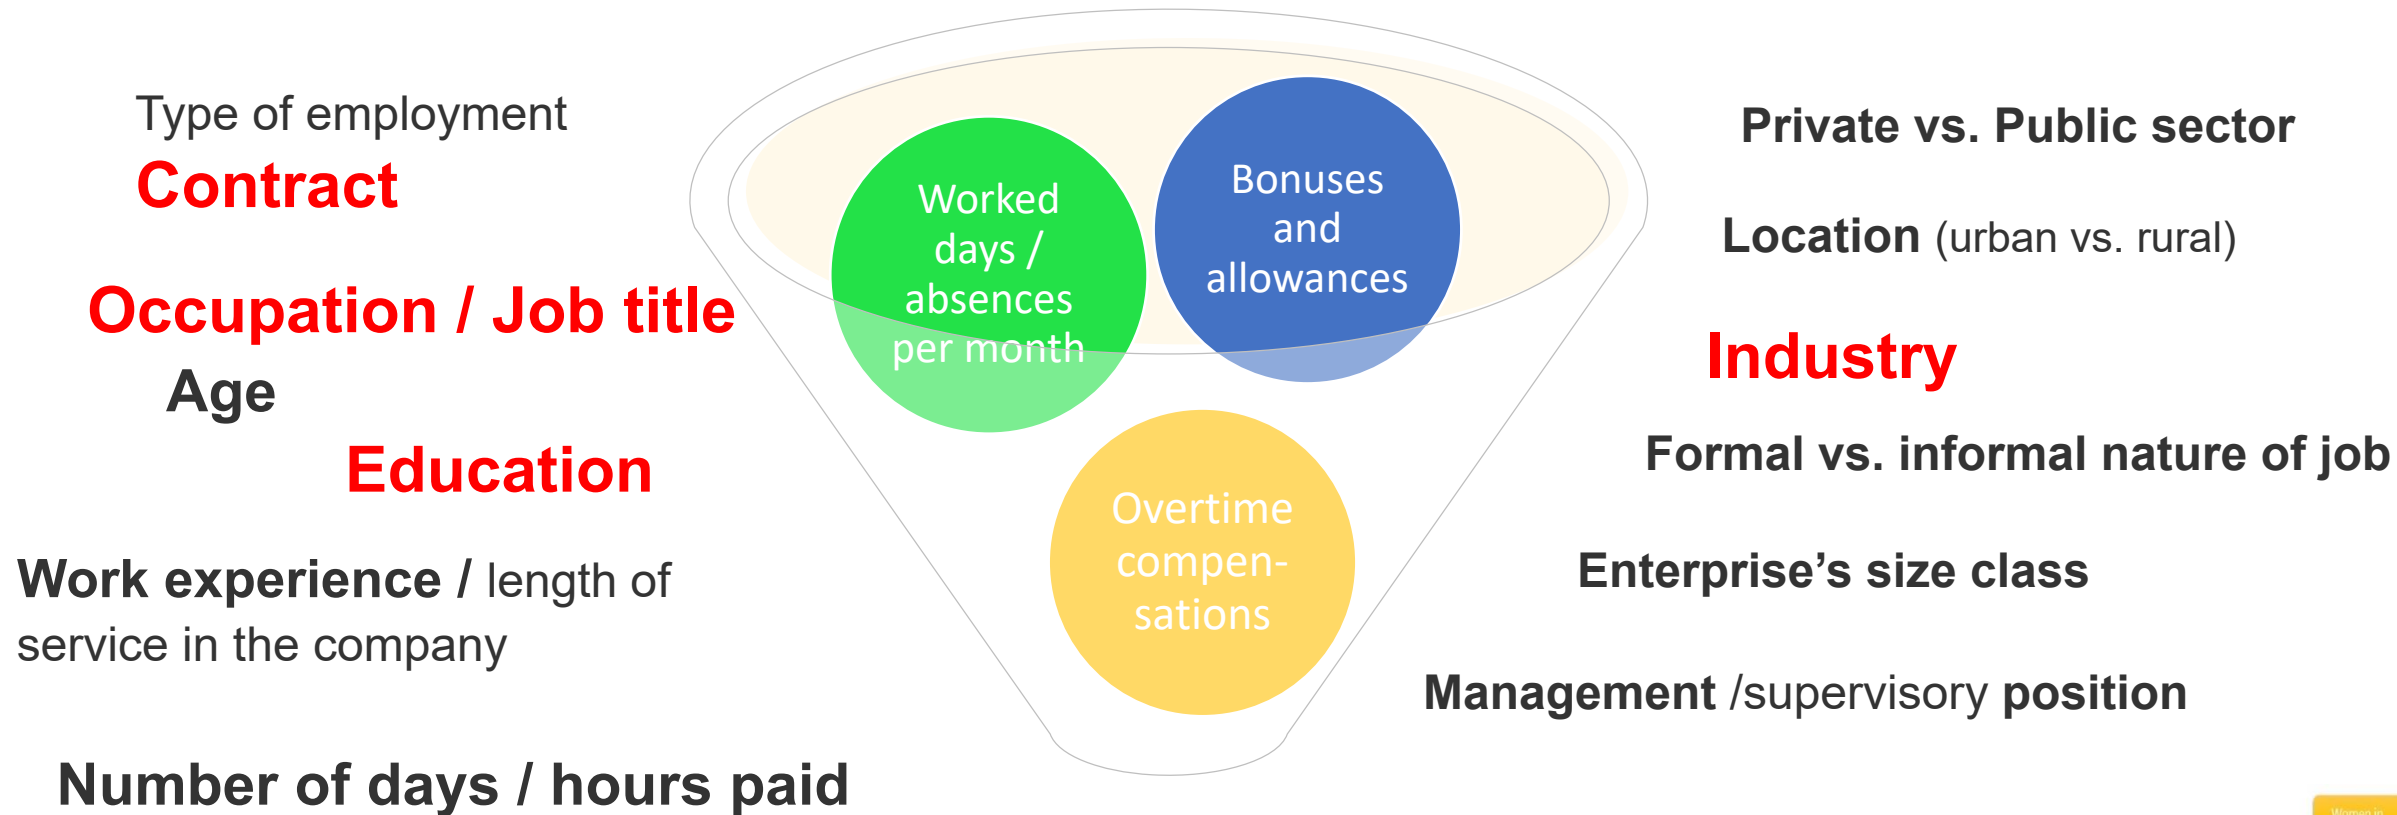 Type of employment
Contract
Occupation / Job title
Age
Education
Work experience / length of
service in the company
Number of days / hours paid
Worked
days /
absences
per month
Bonuses
and
allowances
Overtime
compen-
sations
Private vs. Public sector
Location (urban vs. rural)
Industry
Formal vs. informal nature of job
Enterprise’s size class
Management /supervisory position
Women in